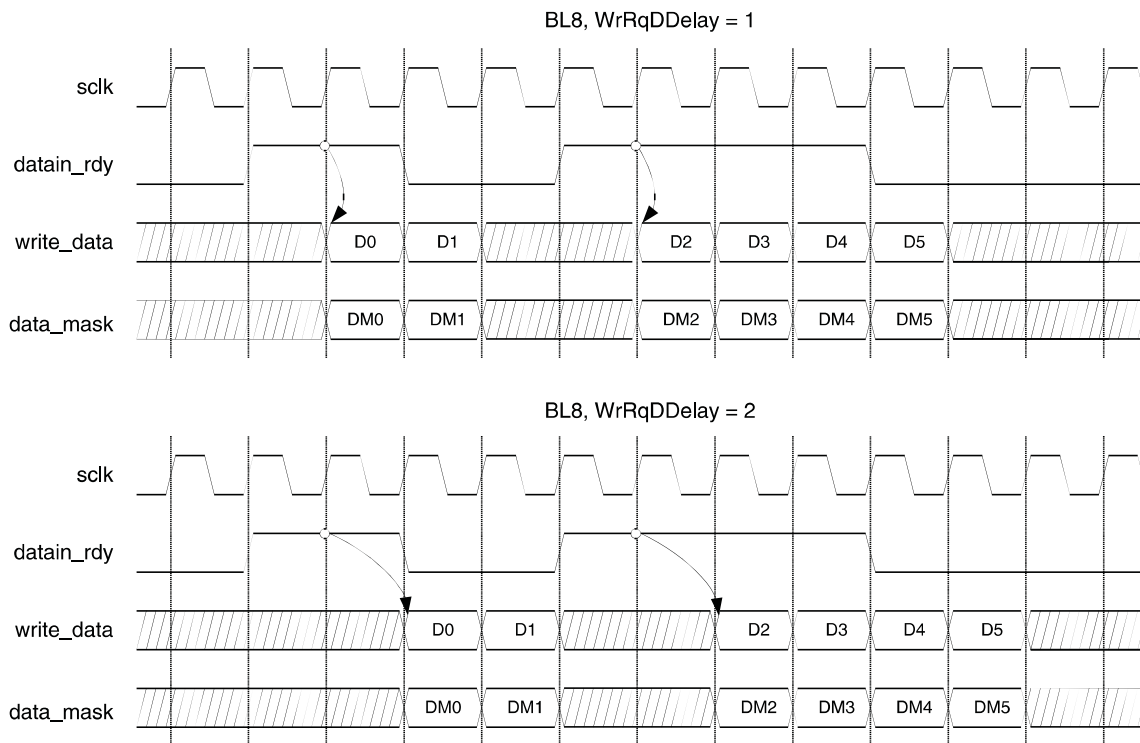 BL8, WrRqDDelay = 1
sclk
datain_rdy
write_data D0 D1 D2 D3 D4 D5
data_mask DM0 DM1 DM2 DM3 DM4 DM5
BL8, WrRqDDelay = 2
sclk
datain_rdy
write_data D0 D1 D2 D3 D4 D5
data_mask DM0 DM1 DM2 DM3 DM4 DM5